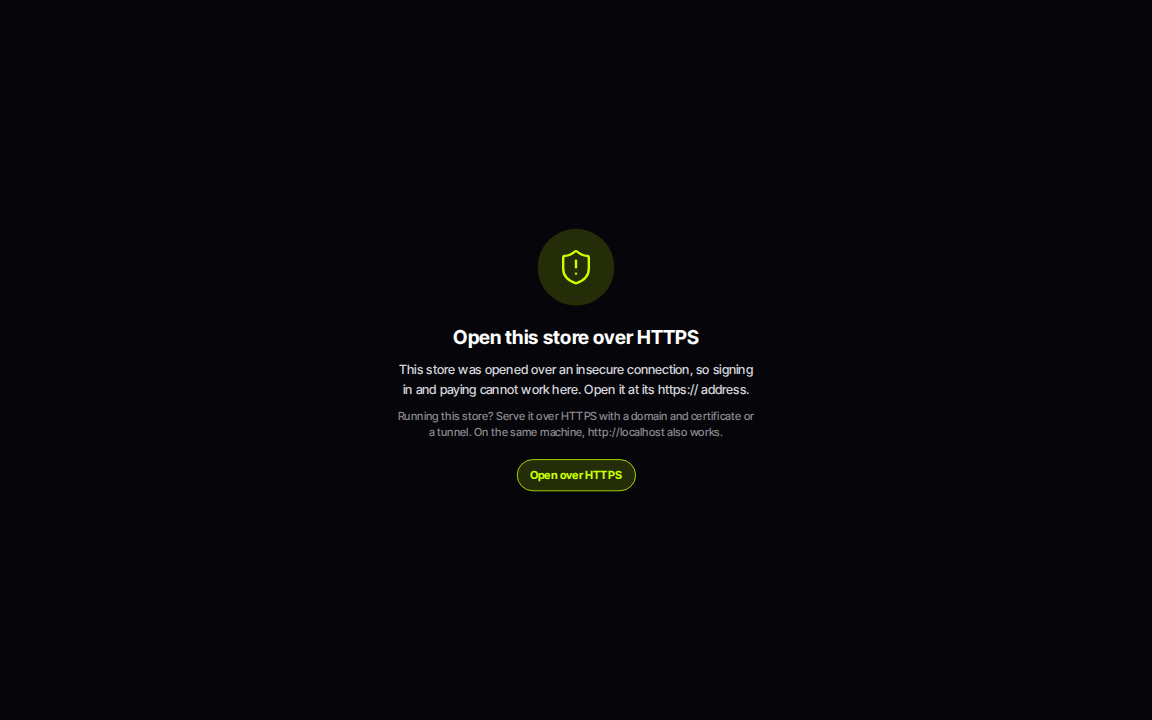 Open this store over HTTPS
This store was opened over an insecure connection, so signing
in and paying cannot work here. Open it at its https:// address.
Running this store? Serve it over HTTPS with a domain and certificate or
a tunnel. On the same machine, http://localhost also works.
Open over HTTPS